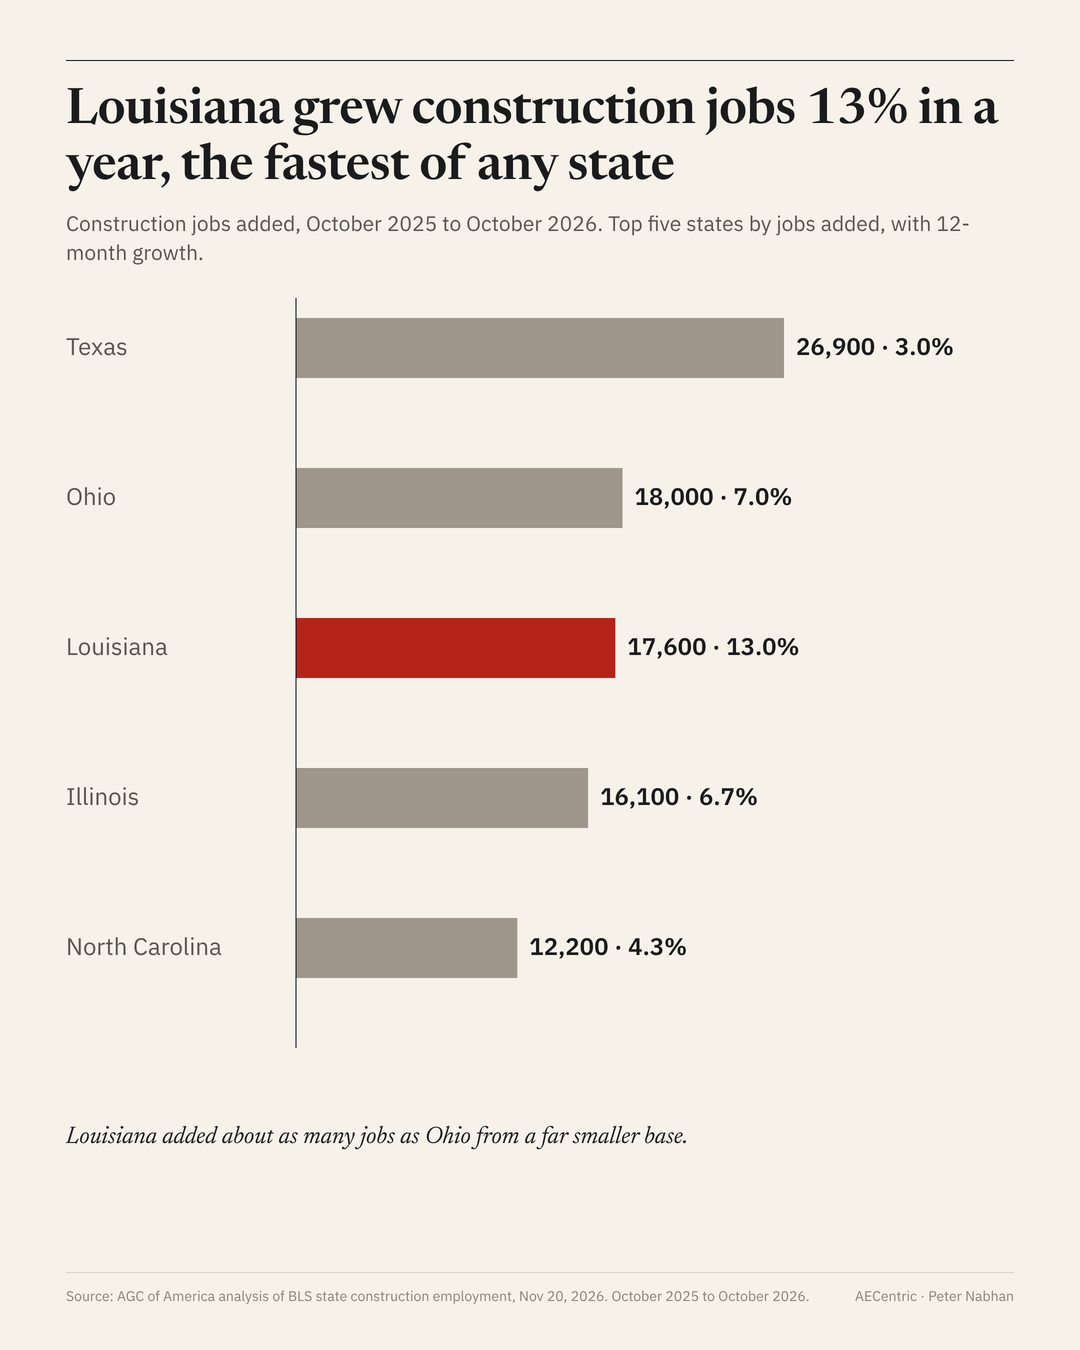 Louisiana grew construction jobs 13% in a
year, the fastest of any state
Construction jobs added, October 2025 to October 2026. Top five states by jobs added, with 12-
month growth.
Texas 26,900 · 3.0%
Ohio 18,000 · 7.0%
Louisiana 17,600 · 13.0%
Illinois 16,100 · 6.7%
North Carolina 12,200 · 4.3%
Louisiana added about as many jobs as Ohio from a far smaller base.
Source: AGC of America analysis of BLS state construction employment, Nov 20, 2026. October 2025 to October 2026. AECentric · Peter Nabhan